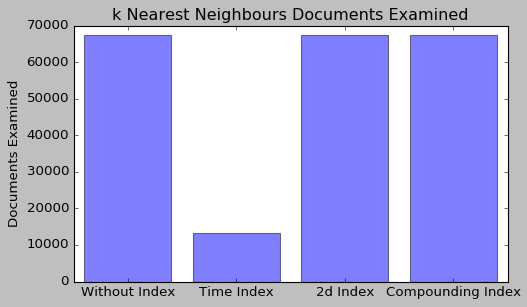 k Nearest Neighbours Documents Examined
70000
60000
50000
40000
30000
20000
10000
0
Documents Examined
Without Index
Time Index
2d Index
Compounding Index